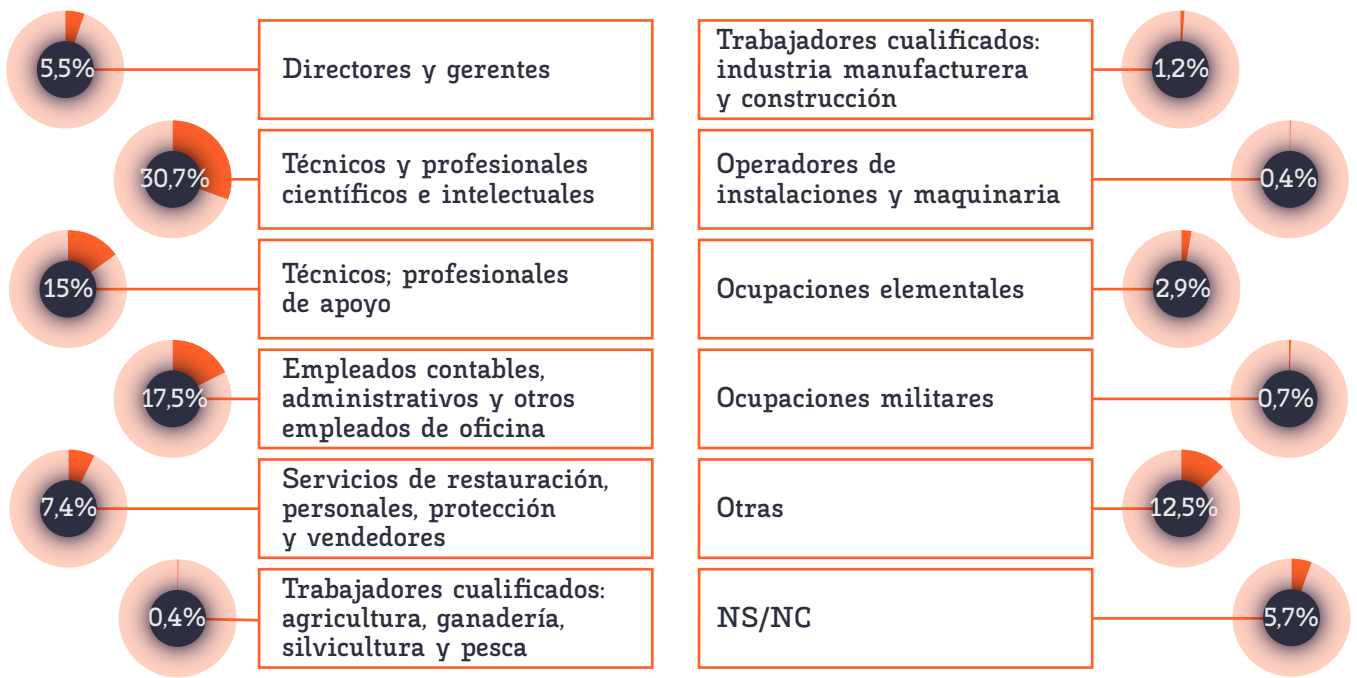 5,5%
Directores y gerentes
30,7%
Técnicos y profesionales
científicos e intelectuales
15%
Técnicos; profesionales
de apoyo
17,5%
Empleados contables,
administrativos y otros
empleados de oficina
7,4%
Servicios de restauración,
personales, protección
y vendedores
0,4%
Trabajadores cualificados:
agricultura, ganadería,
silvicultura y pesca
Trabajadores cualificados:
industria manufacturera
y construcción
1,2%
Operadores de
instalaciones y maquinaria
0,4%
Ocupaciones elementales
2,9%
Ocupaciones militares
0,7%
Otras
12,5%
NS/NC
5,7%